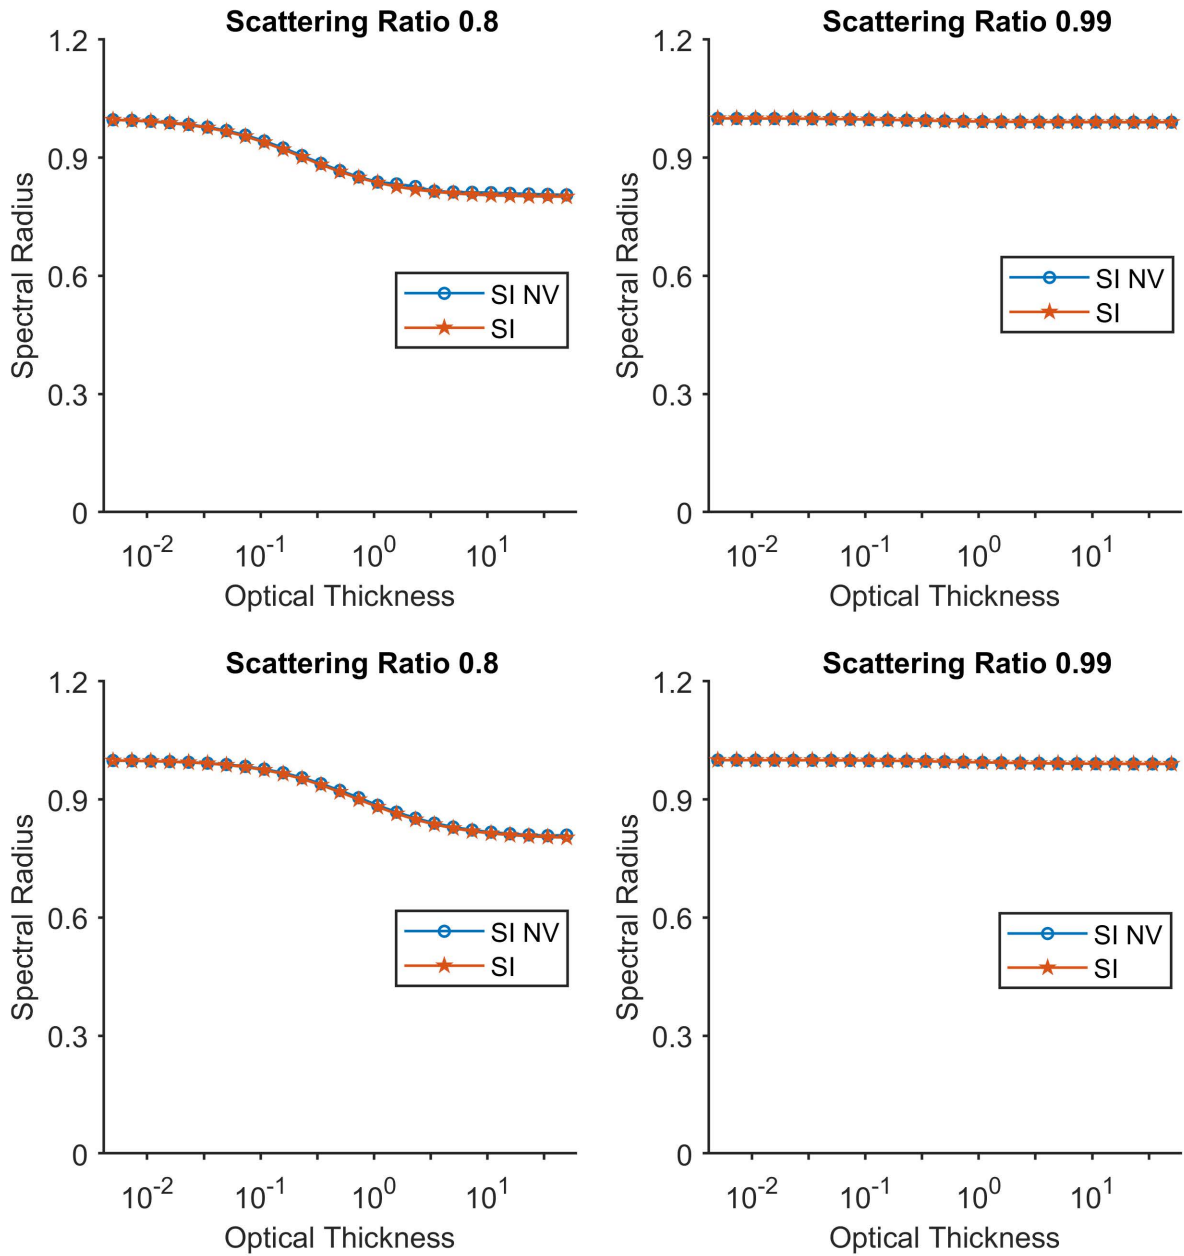 Scattering Ratio 0.8
1.2
0.9
0.6
0.3
0
Spectral Radius
SI NV
SI
10^-2 10^-1 10^0 10^1
Optical Thickness
Scattering Ratio 0.99
1.2
0.9
0.6
0.3
0
Spectral Radius
SI NV
SI
10^-2 10^-1 10^0 10^1
Optical Thickness
Scattering Ratio 0.8
1.2
0.9
0.6
0.3
0
Spectral Radius
SI NV
SI
10^-2 10^-1 10^0 10^1
Optical Thickness
Scattering Ratio 0.99
1.2
0.9
0.6
0.3
0
Spectral Radius
SI NV
SI
10^-2 10^-1 10^0 10^1
Optical Thickness